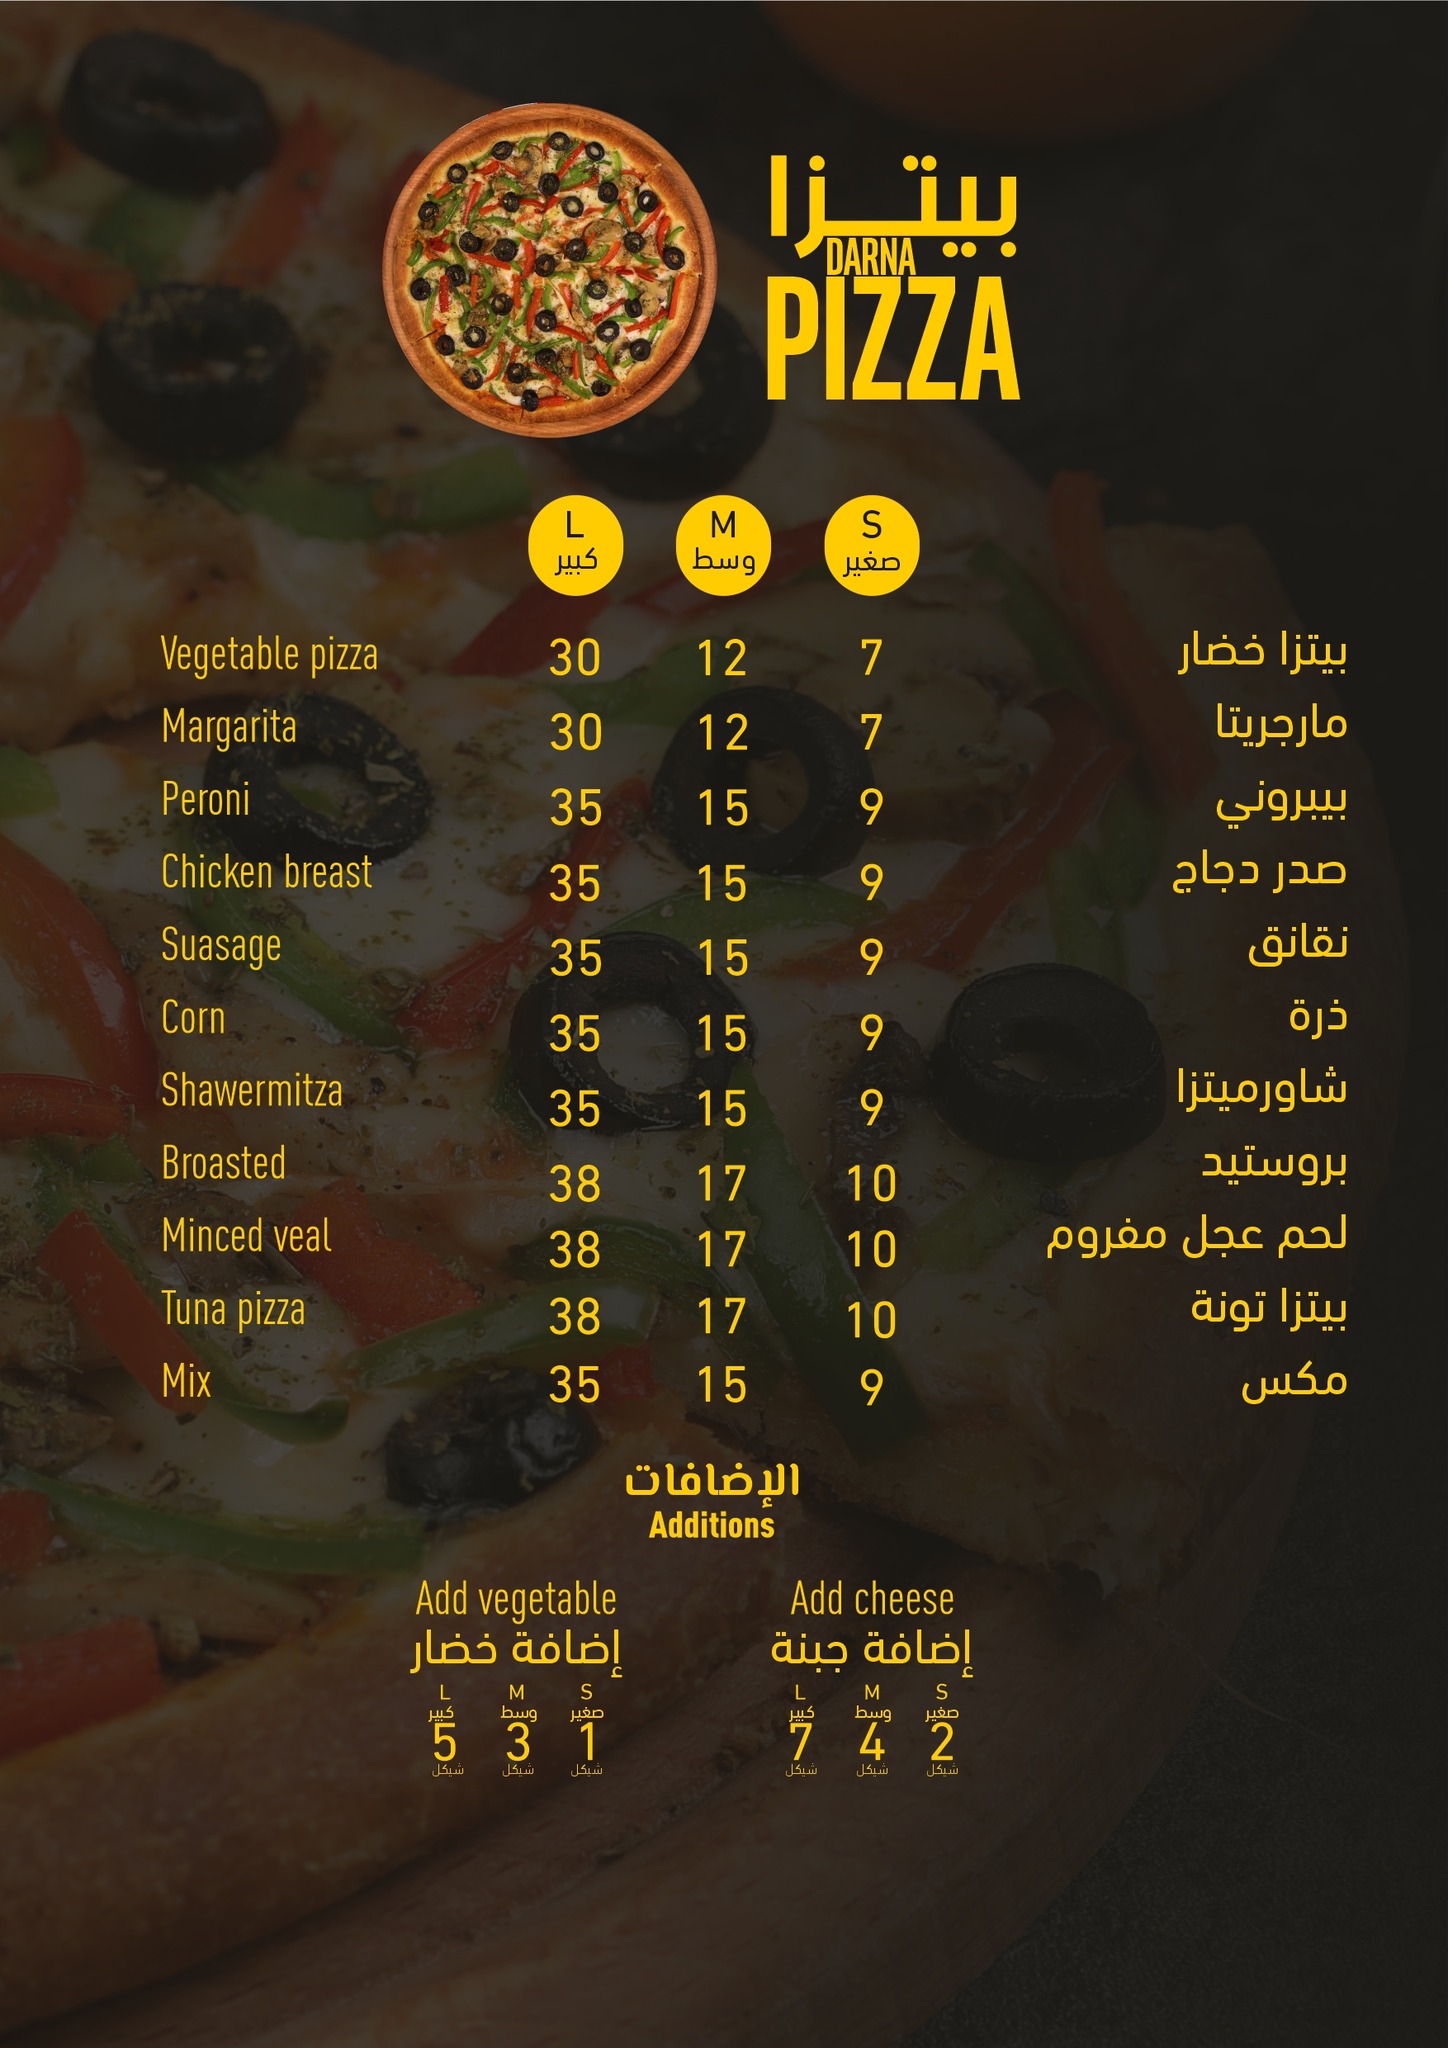 بيتزا
DARNA
PIZZA
L M S
كبير وسط صغير
Vegetable pizza 30 12 7 بيتزا خضار
Margarita 30 12 7 مارجريتا
Peroni 35 15 9 بيبروني
Chicken breast 35 15 9 صدر دجاج
Suasage 35 15 9 نقانق
Corn 35 15 9 ذرة
Shawermitza 35 15 9 شاورميتزا
Broasted 38 17 10 بروستيد
Minced veal 38 17 10 لحم عجل مفروم
Tuna pizza 38 17 10 بيتزا تونة
Mix 35 15 9 مكس
الإضافات
Additions
Add vegetable
إضافة خضار
L M S
كبير وسط صغير
5 3 1
شيكل شيكل شيكل
Add cheese
إضافة جبنة
L M S
كبير وسط صغير
7 4 2
شيكل شيكل شيكل